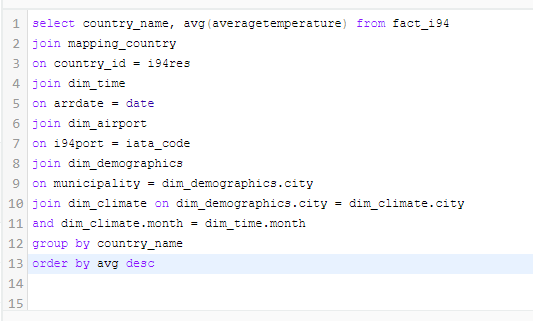 1 select country_name, avg(averagetemperature) from fact_i94
2 join mapping_country
3 on country_id = i94res
4 join dim_time
5 on arrdate = date
6 join dim_airport
7 on i94port = iata_code
8 join dim_demographics
9 on municipality = dim_demographics.city
10 join dim_climate on dim_demographics.city = dim_climate.city
11 and dim_climate.month = dim_time.month
12 group by country_name
13 order by avg desc
14
15